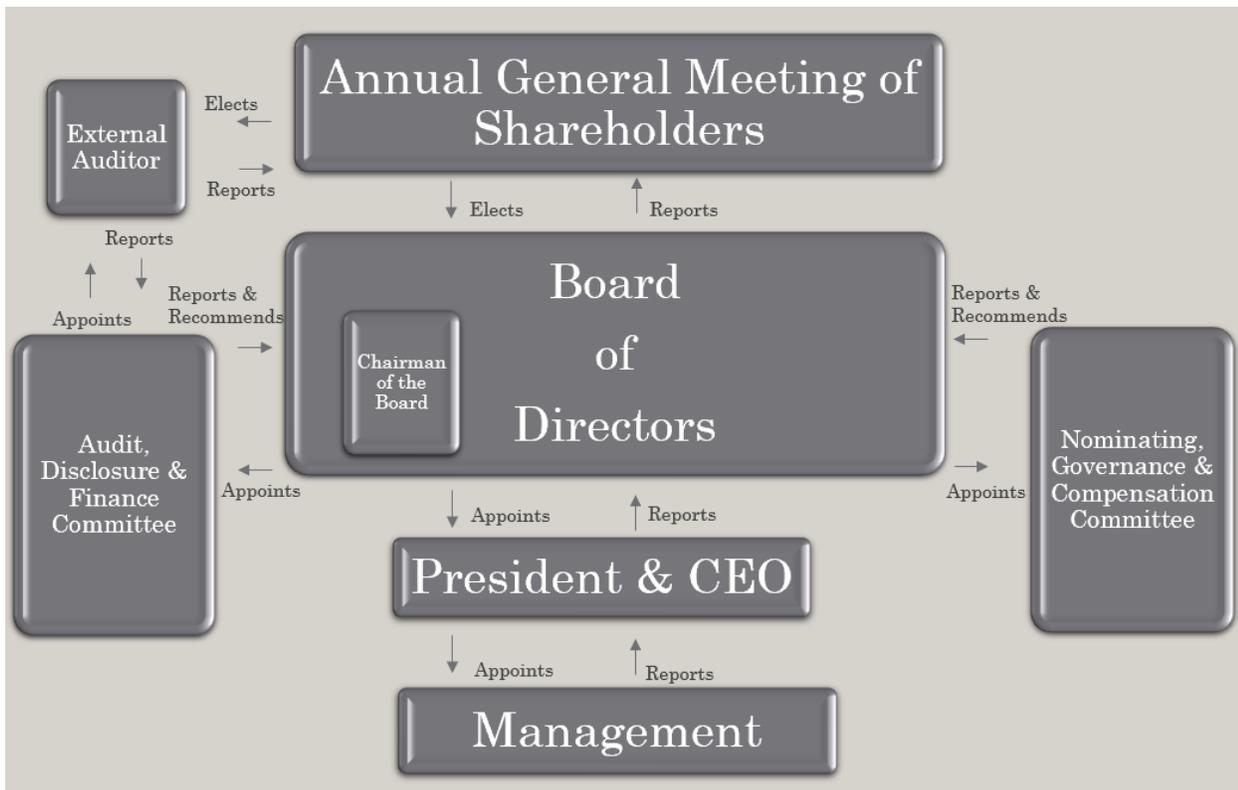 Annual General Meeting of
Shareholders
External
Auditor
Elects
Reports
Elects
Reports
Reports
Appoints
Reports &
Recommends
Board
of
Directors
Chairman
of the
Board
Reports &
Recommends
Audit,
Disclosure &
Finance
Committee
Appoints
Appoints
Nominating,
Governance &
Compensation
Committee
Appoints
Reports
President & CEO
Appoints
Reports
Management